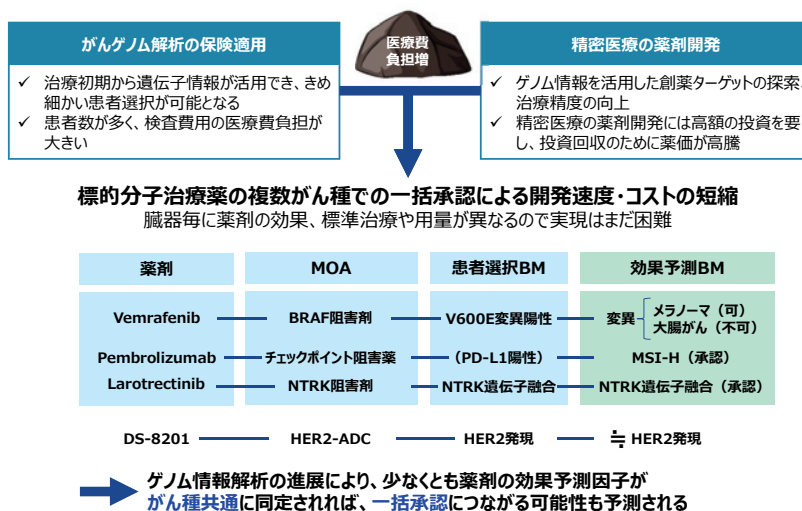 がんゲノム解析の保険適用
✓ 治療初期から遺伝子情報が活用でき、きめ
細かい患者選択が可能となる
✓ 患者数が多く、検査費用の医療費負担が
大きい
医療費
負担増
精密医療の薬剤開発
✓ ゲノム情報を活用した創薬ターゲットの探索、
治療精度の向上
✓ 精密医療の薬剤開発には高額の投資を要
し、投資回収のために薬価が高騰
標的分子治療薬の複数がん種での一括承認による開発速度・コストの短縮
臓器毎に薬剤の効果、標準治療や用量が異なるので実現はまだ困難
薬剤 MOA 患者選択BM 効果予測BM
Vemrafenib BRAF阻害剤 V600E変異陽性 変異 メラノーマ（可）
大腸がん（不可）
Pembrolizumab チェックポイント阻害薬 （PD-L1陽性） MSI-H（承認）
Larotrectinib NTRK阻害剤 NTRK遺伝子融合 NTRK遺伝子融合（承認）
DS-8201 HER2-ADC HER2発現 ≒ HER2発現
ゲノム情報解析の進展により、少なくとも薬剤の効果予測因子が
がん種共通に同定されれば、一括承認につながる可能性も予測される